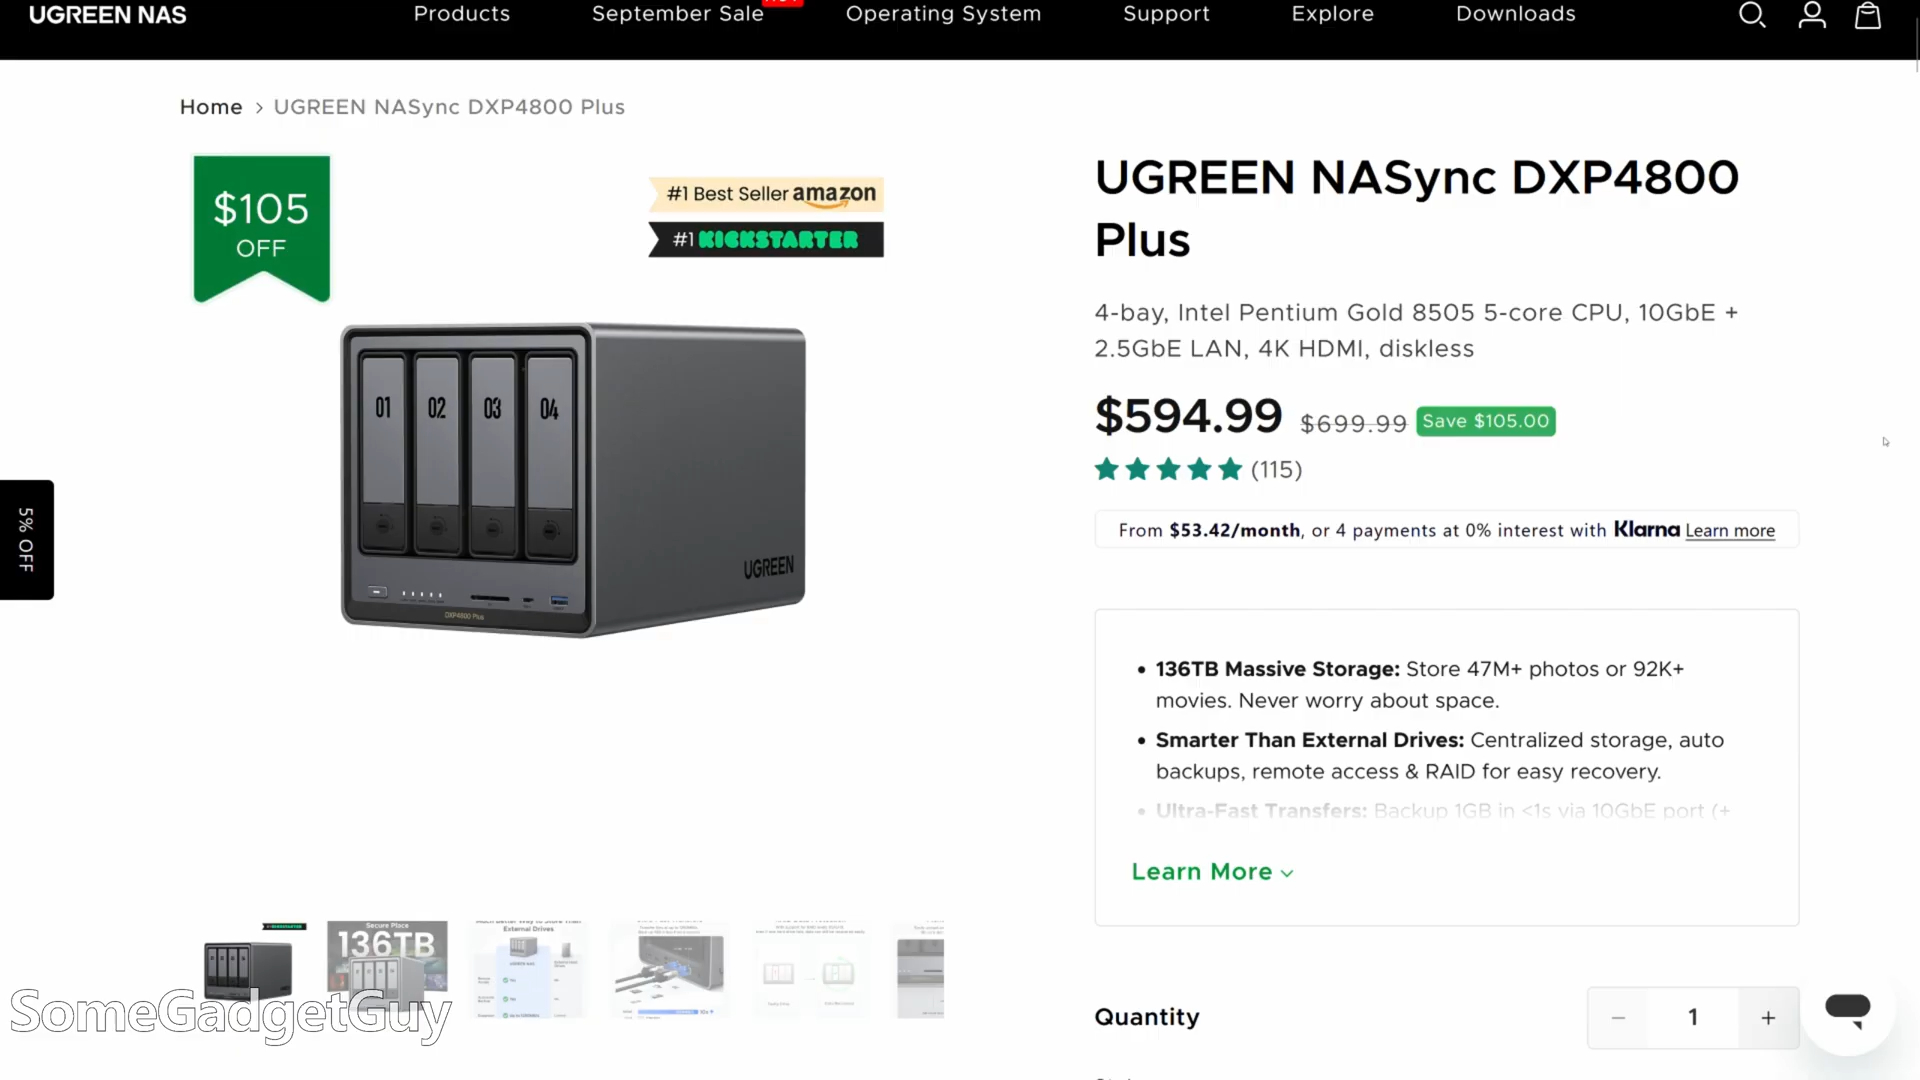 UGREEN NAS
Products
September Sale
Operating System
Support
Explore
Downloads
Home > UGREEN NASync DXP4800 Plus
$105
OFF
#1 Best Seller amazon
#1 KICKSTARTER
01 02 03 04
UGREEN
DXP4800 Plus
5% OFF
UGREEN NASync DXP4800
Plus
4-bay, Intel Pentium Gold 8505 5-core CPU, 10GbE +
2.5GbE LAN, 4K HDMI, diskless
$594.99 $699.99 Save $105.00
(115)
From $53.42/month, or 4 payments at 0% interest with Klarna Learn more
• 136TB Massive Storage: Store 47M+ photos or 92K+
movies. Never worry about space.
• Smarter Than External Drives: Centralized storage, auto
backups, remote access & RAID for easy recovery.
• Ultra-Fast Transfers: Backup 1GB in <1s via 10GbE port (+
Learn More
Secure Place
136TB
External Drives
Quantity
− 1 +
SomeGadgetGuy